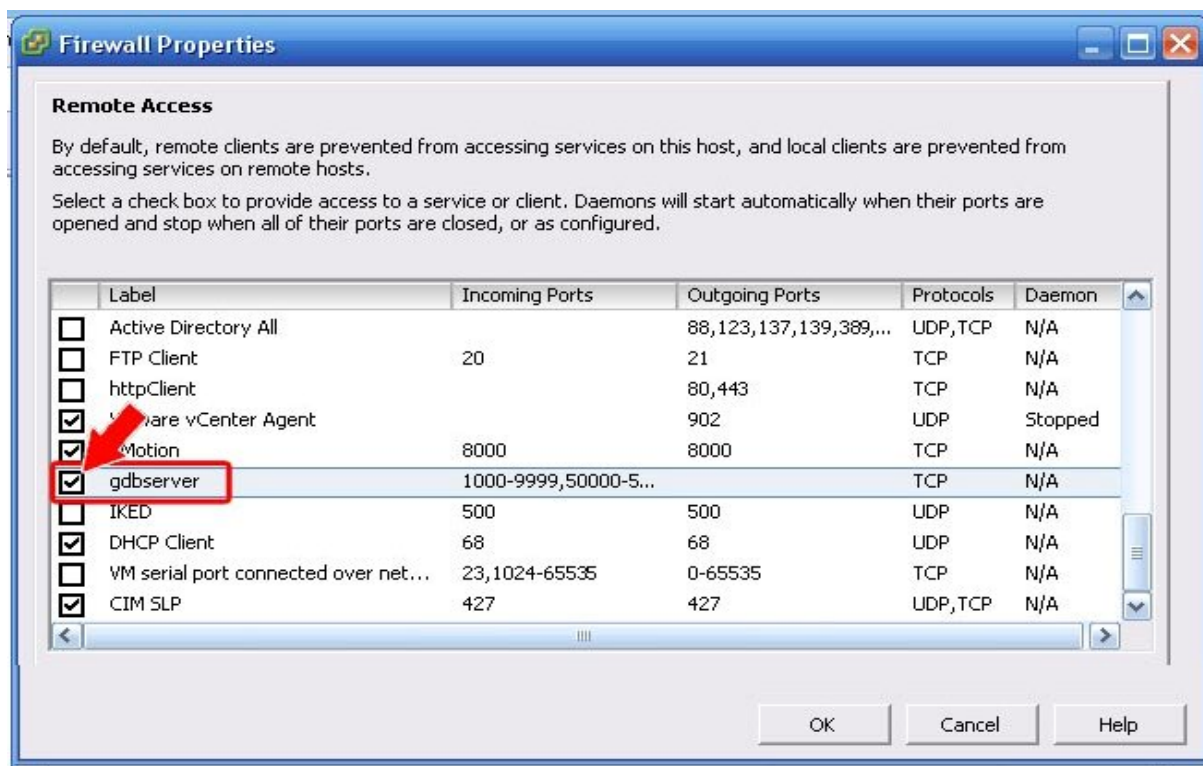 Firewall Properties
Remote Access
By default, remote clients are prevented from accessing services on this host, and local clients are prevented from
accessing services on remote hosts.
Select a check box to provide access to a service or client. Daemons will start automatically when their ports are
opened and stop when all of their ports are closed, or as configured.
Label Incoming Ports Outgoing Ports Protocols Daemon
Active Directory All 88,123,137,139,389,... UDP,TCP N/A
FTP Client 20 21 TCP N/A
httpClient 80,443 TCP N/A
vCenter Agent 902 UDP Stopped
Motion 8000 8000 TCP N/A
gdbserver 1000-9999,50000-5... TCP N/A
IKED 500 500 UDP N/A
DHCP Client 68 68 UDP N/A
VM serial port connected over net... 23,1024-65535 0-65535 TCP N/A
CIM SLP 427 427 UDP,TCP N/A
OK Cancel Help